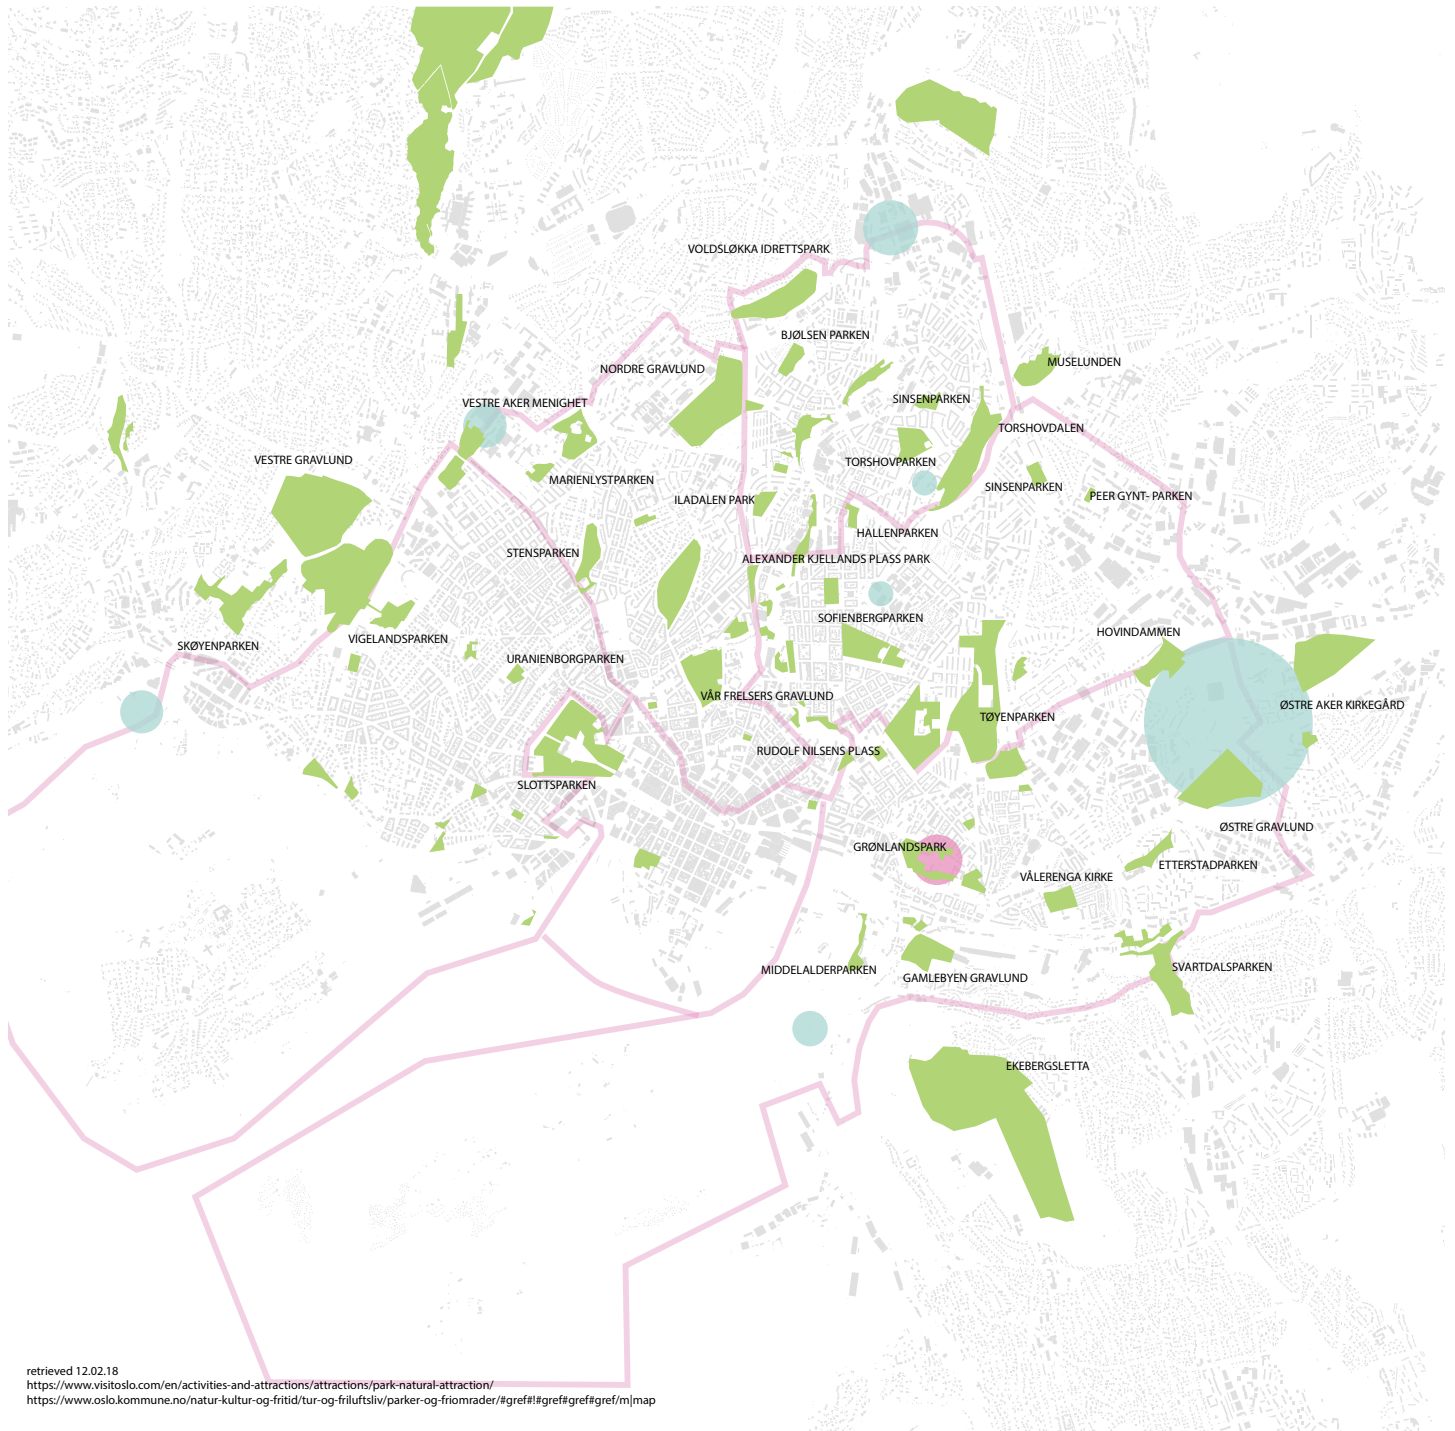 VOLDSLØKKA IDRETTSPARK
BJØLSEN PARKEN
MUSELUNDEN
NORDRE GRAVLUND
SINSENPARKEN
VESTRE AKER MENIGHET
TORSHOVDALEN
VESTRE GRAVLUND
TORSHOVPARKEN
MARIENLYSTPARKEN
SINSENPARKEN
PEER GYNT- PARKEN
ILADALEN PARK
HALLENPARKEN
STENSPARKEN
ALEXANDER KJELLANDS PLASS PARK
SOFIENBERGPARKEN
HOVINDAMMEN
VIGELANDSPARKEN
SKØYENPARKEN
URANIENBORGPARKEN
VÅR FRELSERS GRAVLUND
ØSTRE AKER KIRKEGÅRD
TØYENPARKEN
RUDOLF NILSENS PLASS
SLOTTSPARKEN
ØSTRE GRAVLUND
GRØNLANDSPARK
ETTERSTADPARKEN
VÅLERENGA KIRKE
MIDDELALDERPARKEN
SVARTDALSPARKEN
GAMLEBYEN GRAVLUND
EKEBERGSLETTA
retrieved 12.02.18
https://www.visitoslo.com/en/activities-and-attractions/attractions/park-natural-attraction/
https://www.oslo.kommune.no/natur-kultur-og-fritid/tur-og-friluftsliv/parker-og-friomrader/#gref#!#gref#gref#gref/m|map